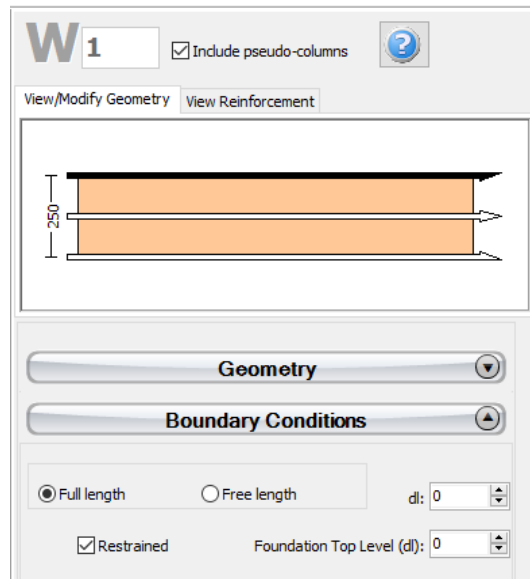 W 1 Include pseudo-columns ?
View/Modify Geometry View Reinforcement
250
Geometry
Boundary Conditions
Full length Free length dl: 0
Restrained Foundation Top Level (dl): 0